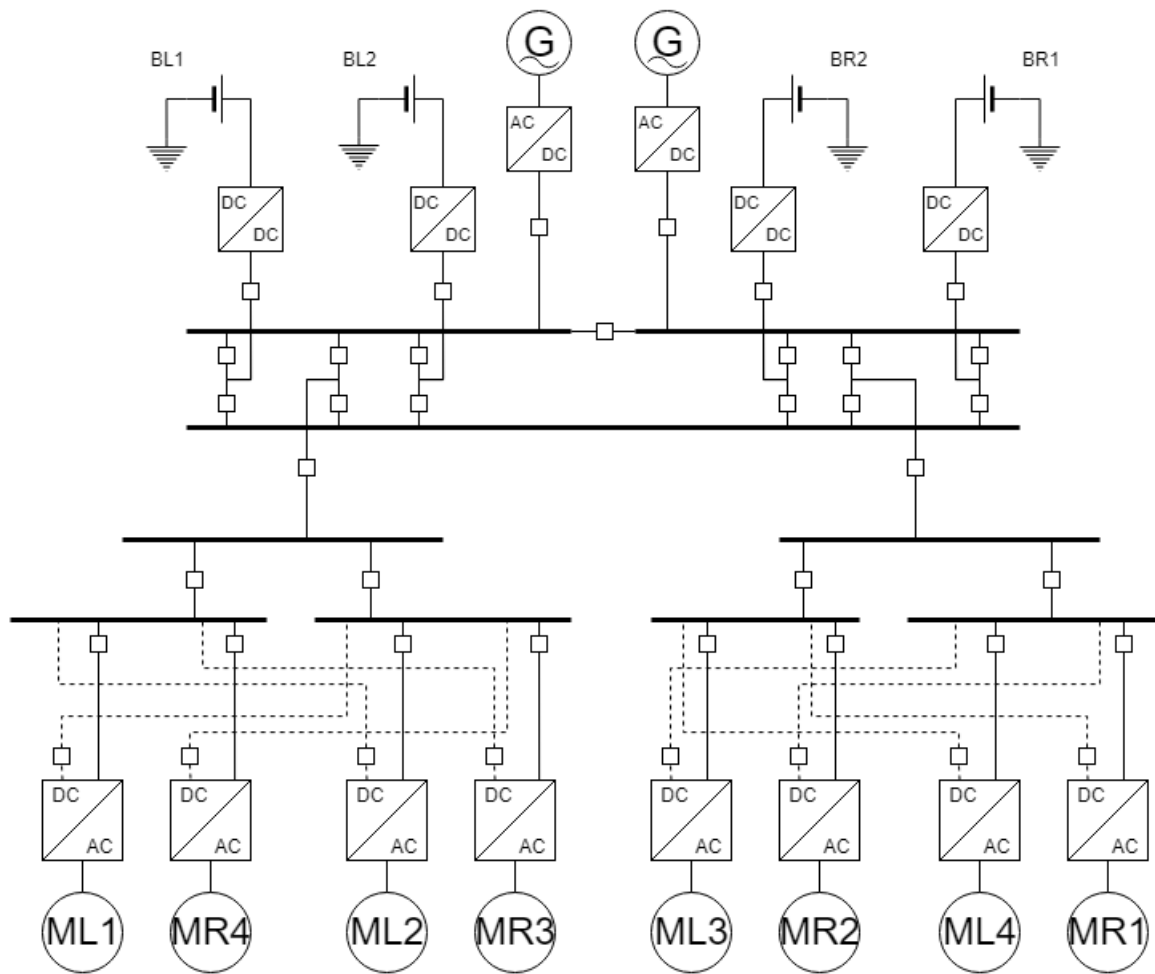 G G
BL1 BL2 BR2 BR1
AC AC
DC DC
DC DC DC DC
DC DC DC DC
DC DC DC DC DC DC DC DC
AC AC AC AC AC AC AC AC
ML1 MR4 ML2 MR3 ML3 MR2 ML4 MR1